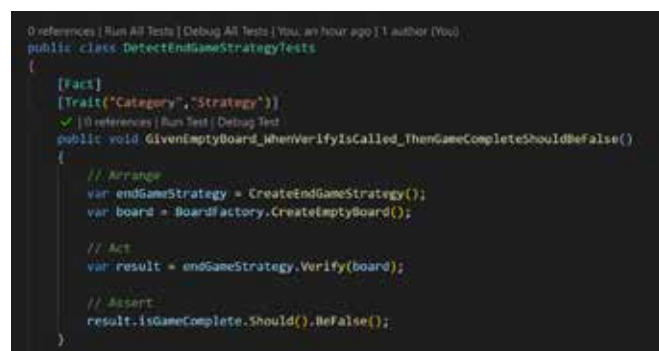 0 references | Run All Tests | Debug All Tests | You, an hour ago | 1 author (You)
public class DetectEndGameStrategyTests
{
[Fact]
[Trait("Category","Strategy")]
✓ | 0 references | Run Test | Debug Test
public void GivenEmptyBoard_WhenVerifyIsCalled_ThenGameCompleteShouldBeFalse()
{
// Arrange
var endGameStrategy = CreateEndGameStrategy();
var board = BoardFactory.CreateEmptyBoard();
// Act
var result = endGameStrategy.Verify(board);
// Assert
result.isGameComplete.Should().BeFalse();
}